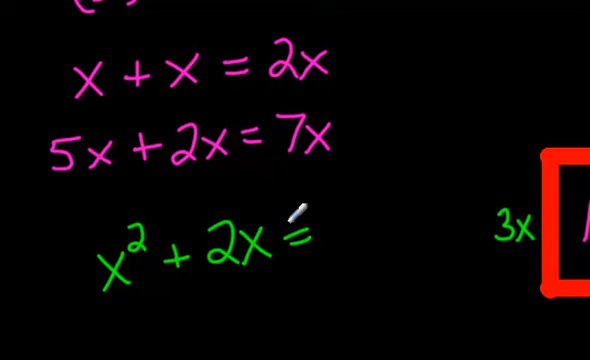 x + x = 2x
5x + 2x = 7x
x² + 2x =
3x